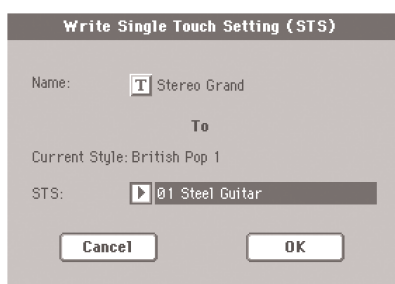 Write Single Touch Setting (STS)
Name: T Stereo Grand
To
Current Style: British Pop 1
STS: 01 Steel Guitar
Cancel OK